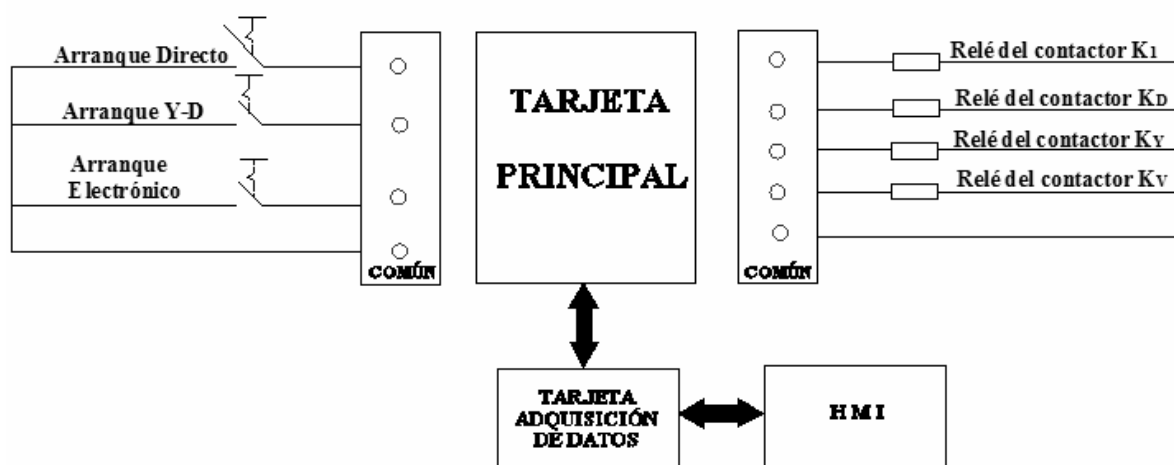 Arranque Directo
Arranque Y-D
Arranque
Electrónico
COMÚN
TARJETA
PRINCIPAL
COMÚN
Relé del contactor K1
Relé del contactor KD
Relé del contactor KY
Relé del contactor KV
TARJETA
ADQUISICIÓN
DE DATOS
H M I